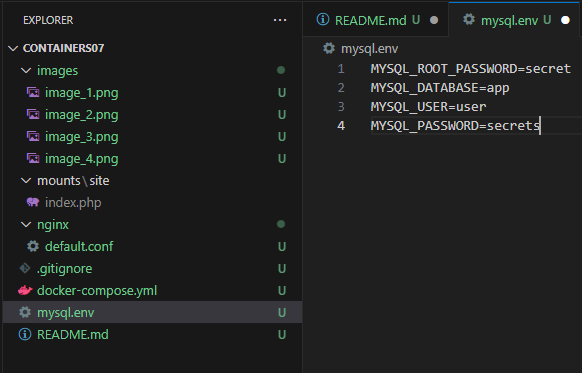 EXPLORER
CONTAINERS07
images
image_1.png U
image_2.png U
image_3.png U
image_4.png U
mounts\site
index.php
nginx
default.conf U
.gitignore U
docker-compose.yml U
mysql.env U
README.md U
README.md U
mysql.env U
mysql.env
1 MYSQL_ROOT_PASSWORD=secret
2 MYSQL_DATABASE=app
3 MYSQL_USER=user
4 MYSQL_PASSWORD=secrets